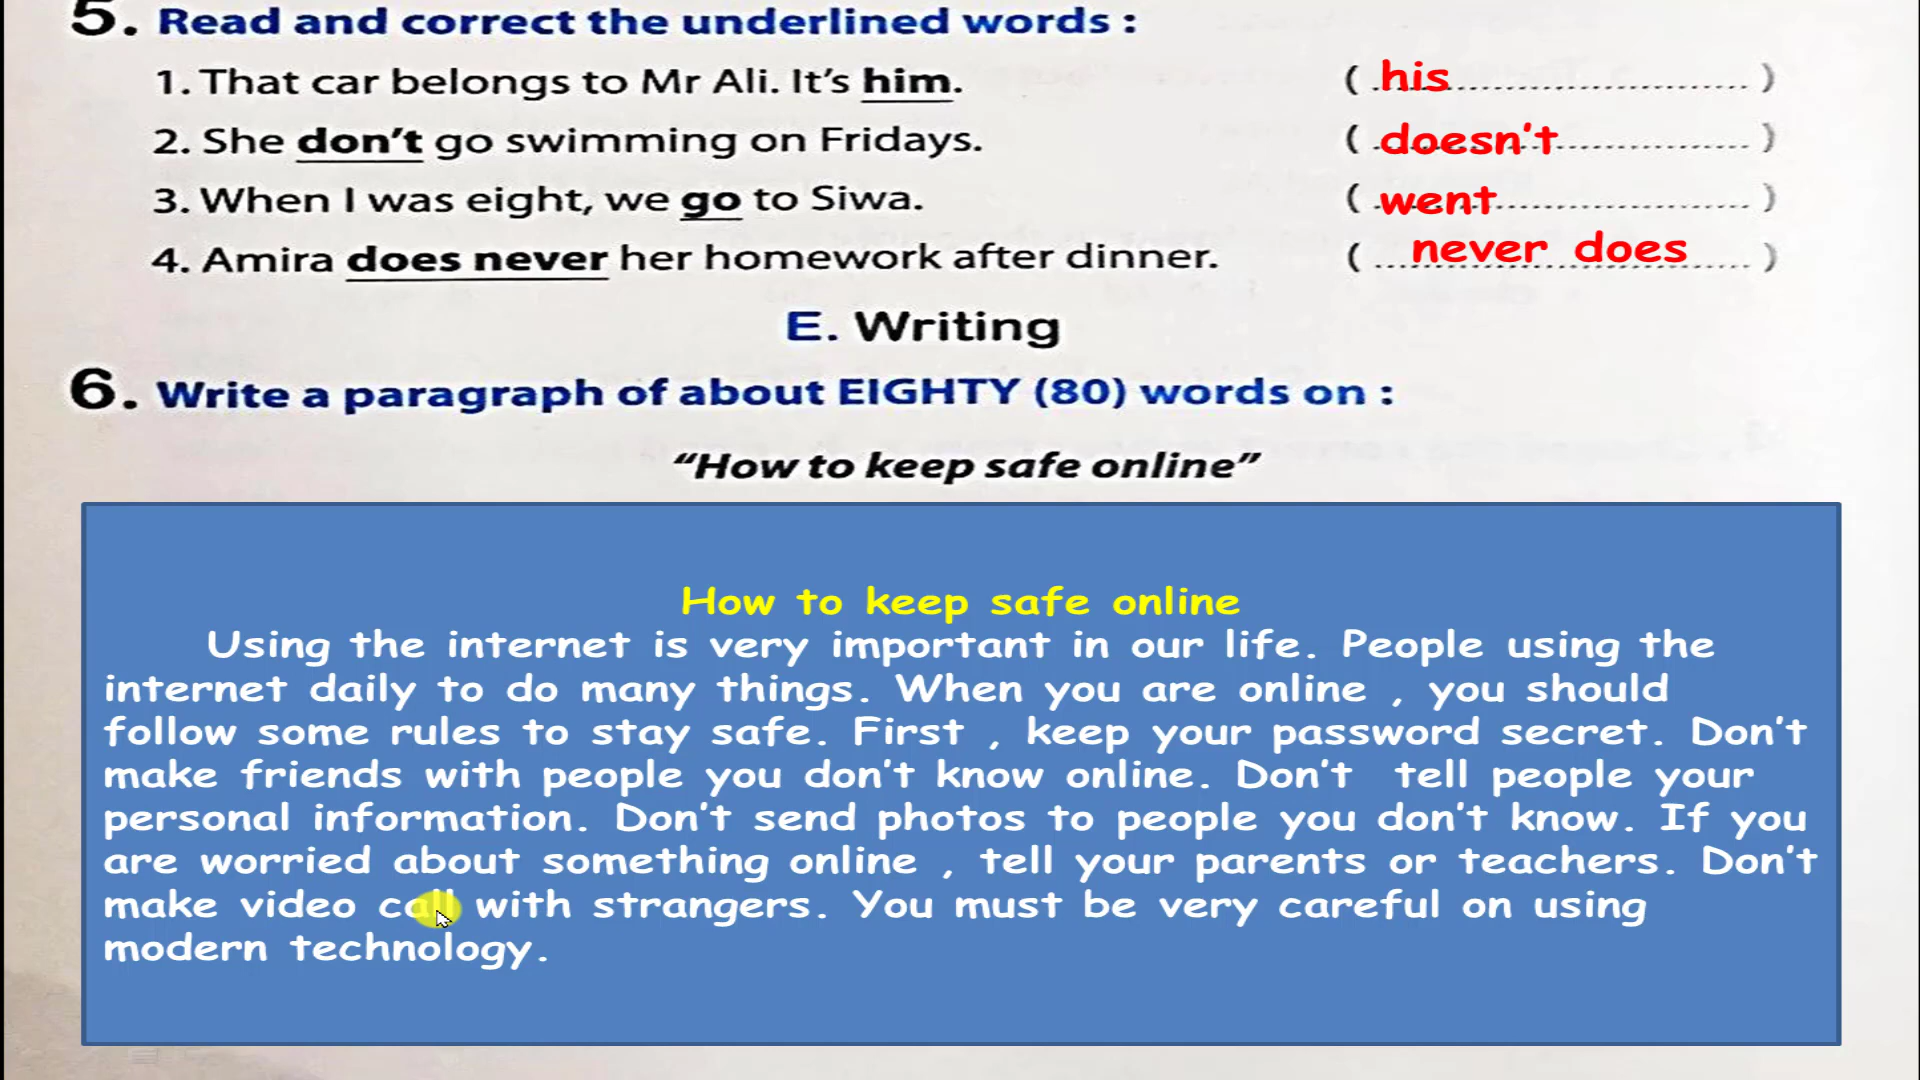 5. Read and correct the underlined words :
1. That car belongs to Mr Ali. It's him. ( his )
2. She don't go swimming on Fridays. ( doesn't )
3. When I was eight, we go to Siwa. ( went )
4. Amira does never her homework after dinner. ( never does )
E. Writing
6. Write a paragraph of about EIGHTY (80) words on :
"How to keep safe online"
How to keep safe online
Using the internet is very important in our life. People using the
internet daily to do many things. When you are online , you should
follow some rules to stay safe. First , keep your password secret. Don't
make friends with people you don't know online. Don't tell people your
personal information. Don't send photos to people you don't know. If you
are worried about something online , tell your parents or teachers. Don't
make video call with strangers. You must be very careful on using
modern technology.